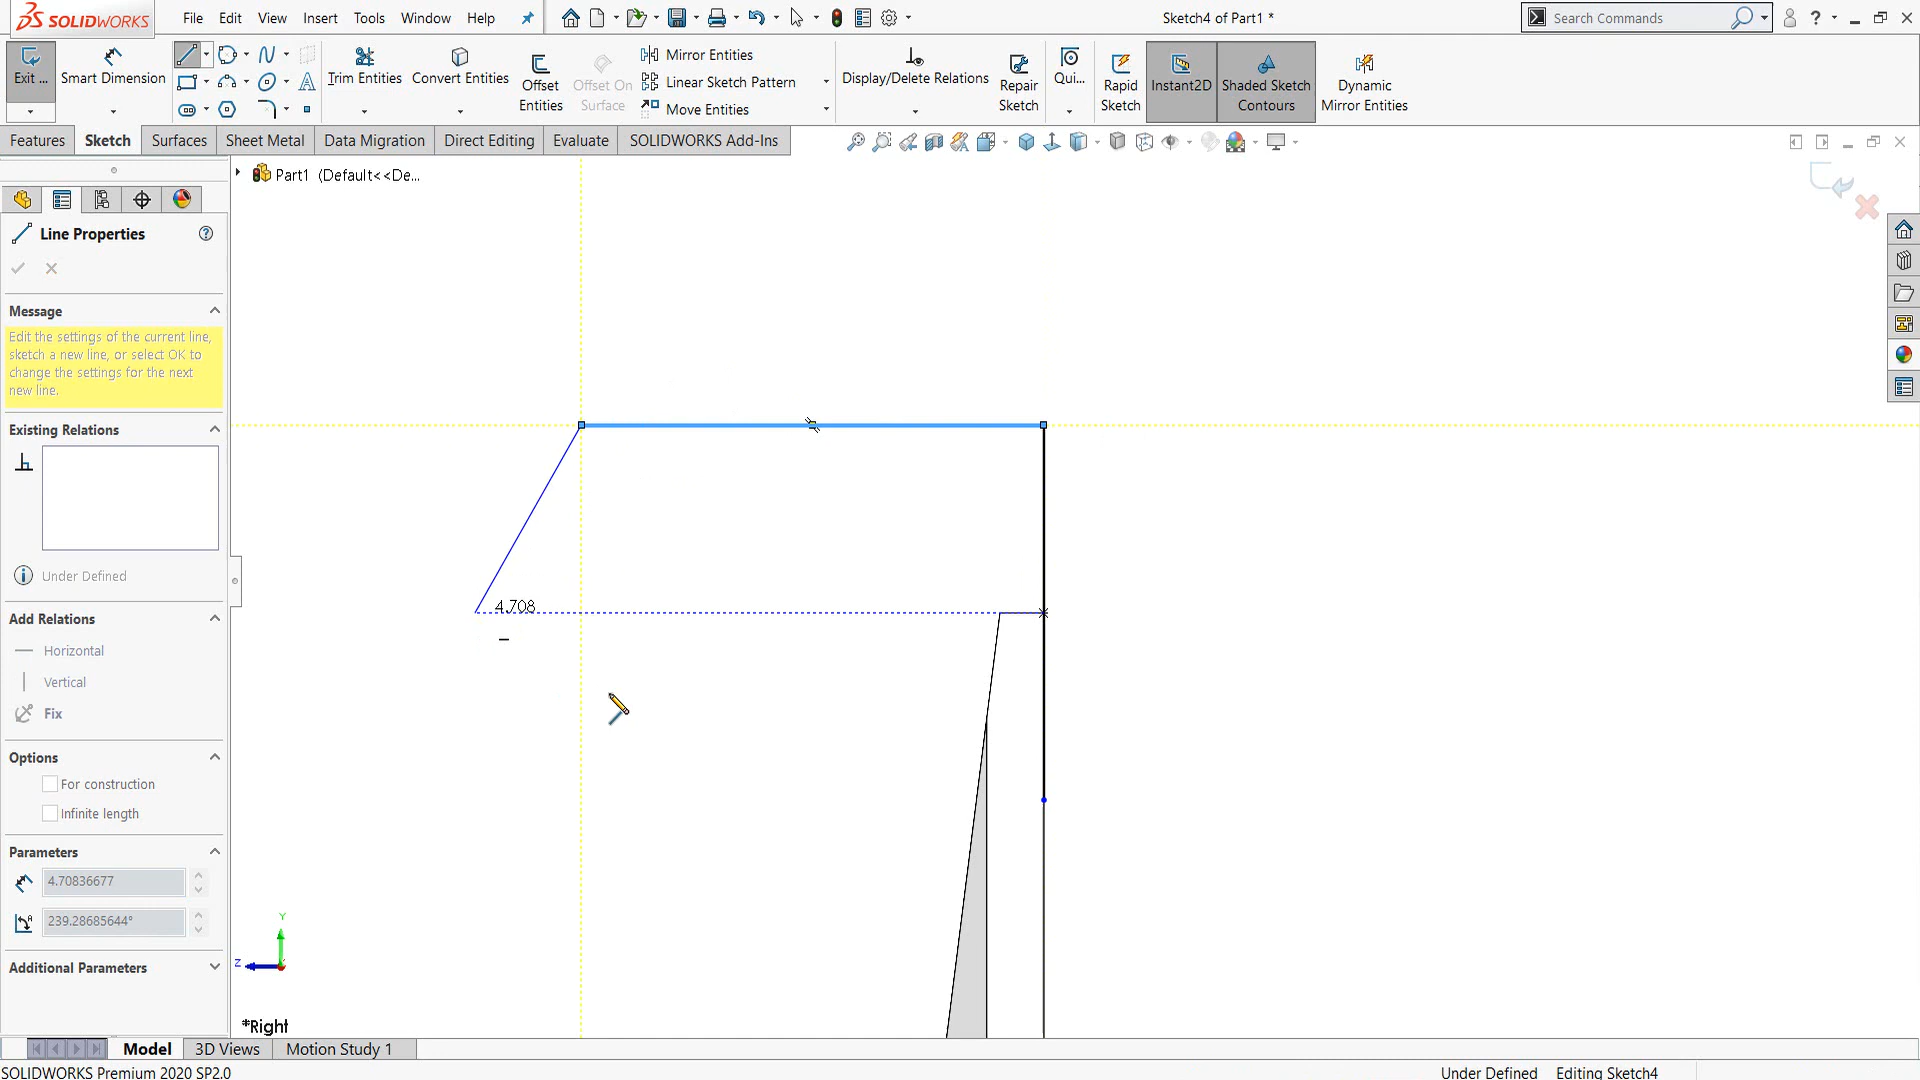 SOLIDWORKS
File Edit View Insert Tools Window Help
Sketch4 of Part1 *
Search Commands
Exit ...
Smart Dimension
Trim Entities
Convert Entities
Offset Entities
Offset On Surface
Mirror Entities
Linear Sketch Pattern
Move Entities
Display/Delete Relations
Repair Sketch
Qui...
Rapid Sketch
Instant2D
Shaded Sketch Contours
Dynamic Mirror Entities
Features Sketch Surfaces Sheet Metal Data Migration Direct Editing Evaluate SOLIDWORKS Add-Ins
Part1 (Default<<De...
Line Properties
Message
Edit the settings of the current line,
sketch a new line, or select OK to
change the settings for the next
new line.
Existing Relations
Under Defined
Add Relations
Horizontal
Vertical
Fix
Options
For construction
Infinite length
Parameters
4.70836677
239.28685644°
Additional Parameters
4.708
Y
Z
*Right
Model 3D Views Motion Study 1
SOLIDWORKS Premium 2020 SP2.0
Under Defined Editing Sketch4